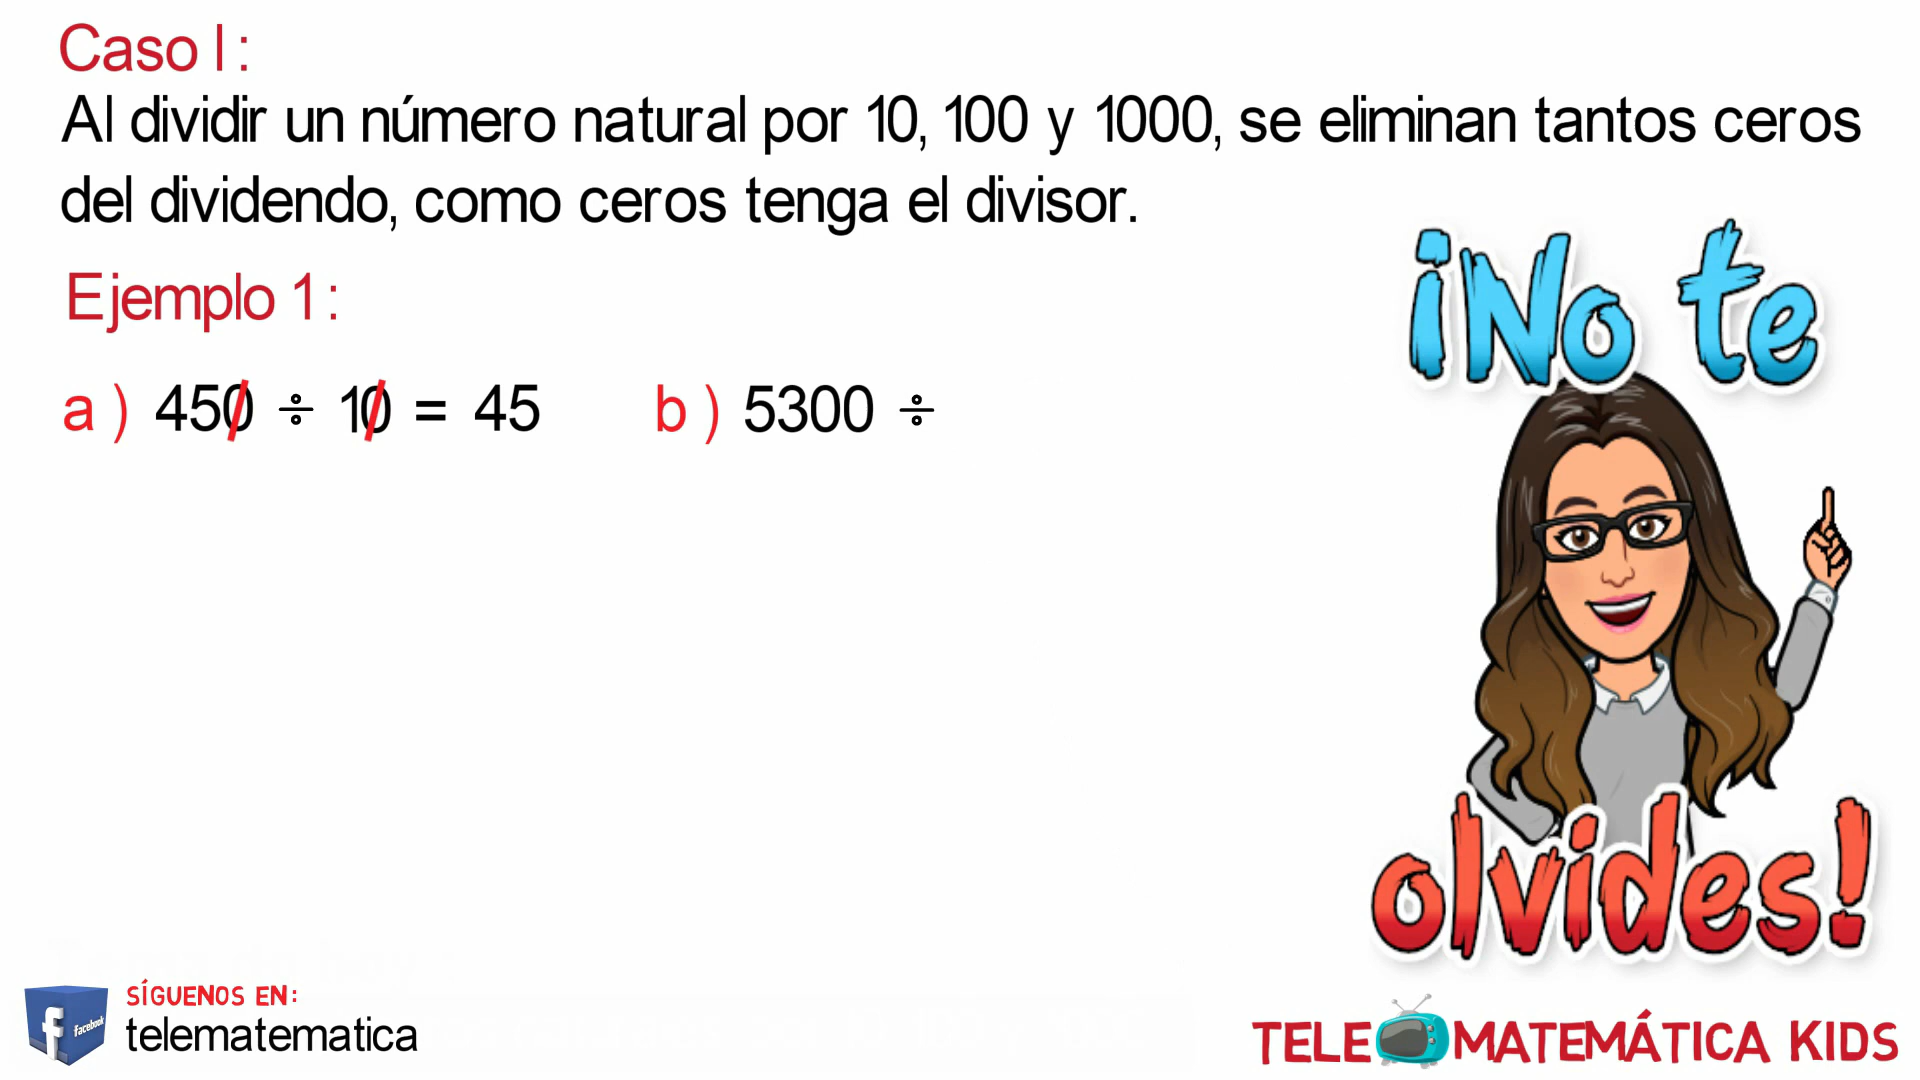 Caso I:
Al dividir un número natural por 10, 100 y 1000, se eliminan tantos ceros
del dividendo, como ceros tenga el divisor.
Ejemplo 1:
a) 450 ÷ 10 = 45 b) 5300 ÷
¡No te
olvides!
facebook
SÍGUENOS EN:
telematematica
TELE MATEMÁTICA KIDS